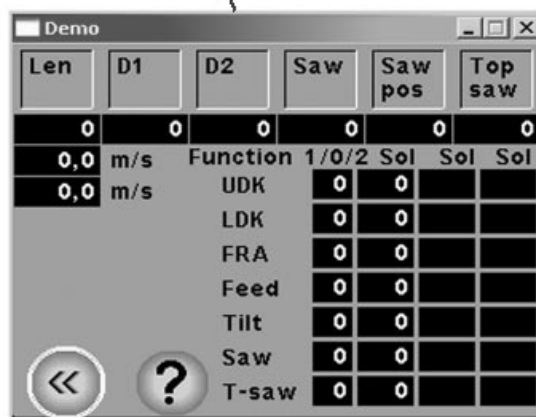 Demo
Len D1 D2 Saw Saw pos Top saw
0 0 0 0 0 0
0,0 m/s Function 1/0/2 Sol Sol Sol
0,0 m/s UDK 0 0
LDK 0 0
FRA 0 0
Feed 0 0
Tilt 0 0
Saw 0 0
« ? T-saw 0 0